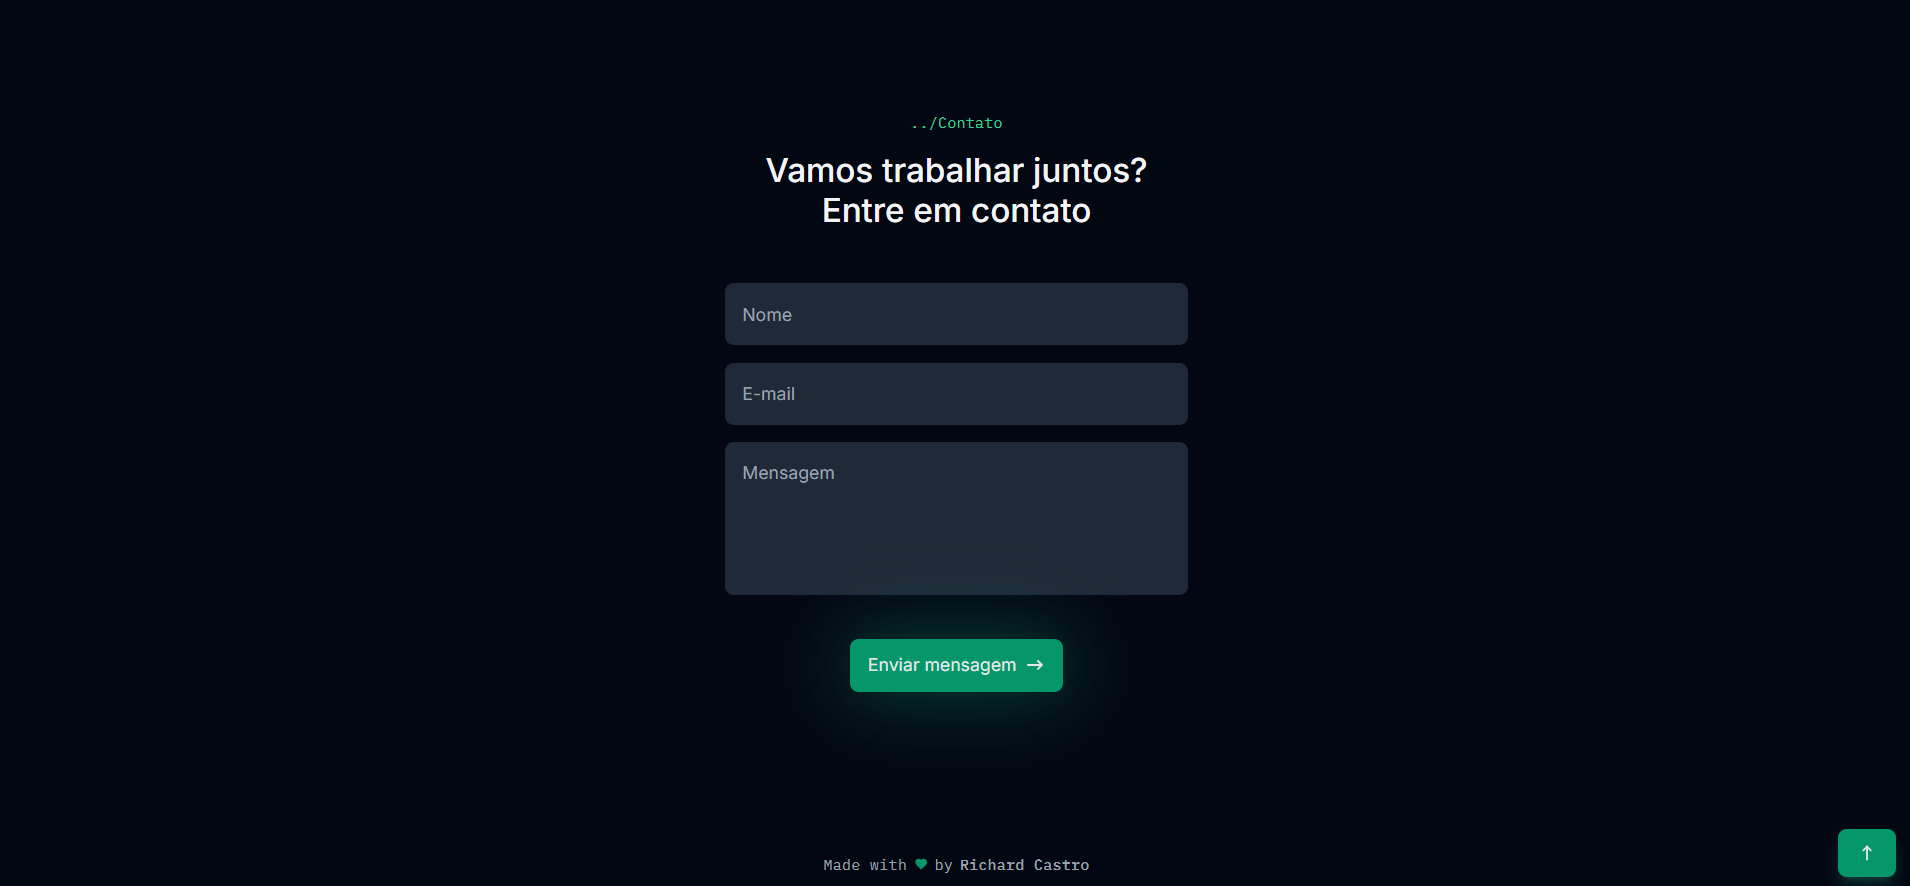 ../Contato
Vamos trabalhar juntos?
Entre em contato
Nome
E-mail
Mensagem
Enviar mensagem →
Made with ♥ by Richard Castro
↑